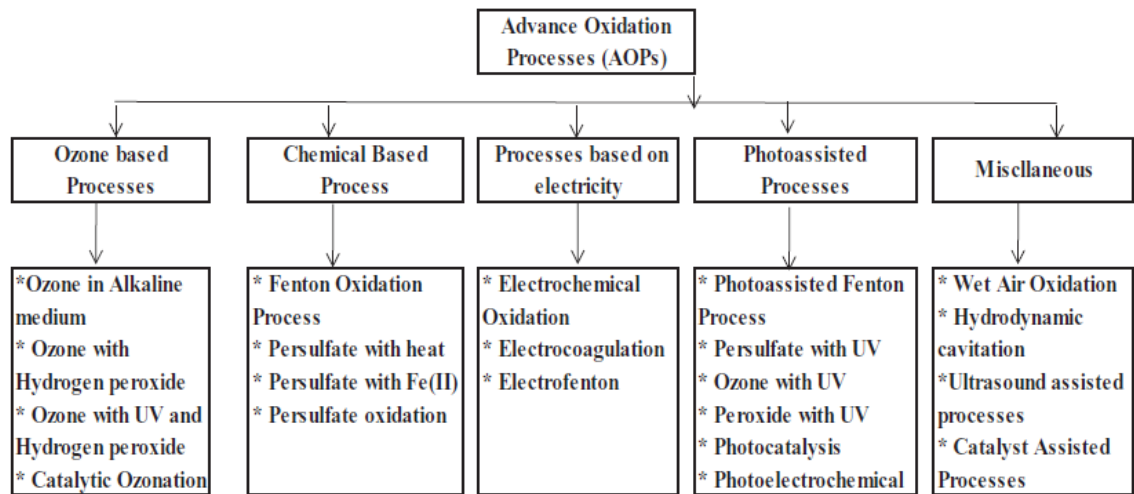 Advance Oxidation
Processes (AOPs)
Ozone based
Processes
Chemical Based
Process
Processes based on
electricity
Photoassisted
Processes
Miscllaneous
*Ozone in Alkaline
medium
* Ozone with
Hydrogen peroxide
* Ozone with UV and
Hydrogen peroxide
* Catalytic Ozonation
* Fenton Oxidation
Process
* Persulfate with heat
* Persulfate with Fe(II)
* Persulfate oxidation
* Electrochemical
Oxidation
* Electrocoagulation
* Electrofenton
* Photoassisted Fenton
Process
* Persulfate with UV
* Ozone with UV
* Peroxide with UV
* Photocatalysis
* Photoelectrochemical
* Wet Air Oxidation
* Hydrodynamic
cavitation
*Ultrasound assisted
processes
* Catalyst Assisted
Processes